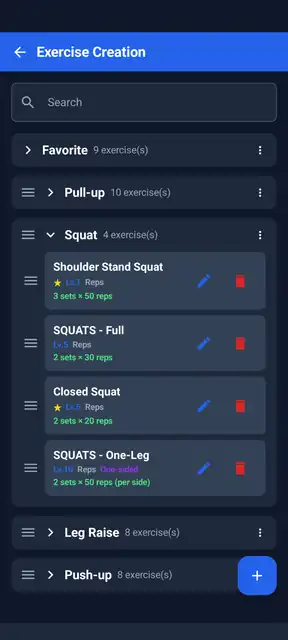 Exercise Creation
Search
Favorite 9 exercise(s)
Pull-up 10 exercise(s)
Squat 4 exercise(s)
Shoulder Stand Squat
Lv.1 Reps
3 sets × 50 reps
SQUATS - Full
Lv.5 Reps
2 sets × 30 reps
Closed Squat
Lv.6 Reps
2 sets × 20 reps
SQUATS - One-Leg
Lv.10 Reps One-sided
2 sets × 50 reps (per side)
Leg Raise 8 exercise(s)
Push-up 8 exercise(s)